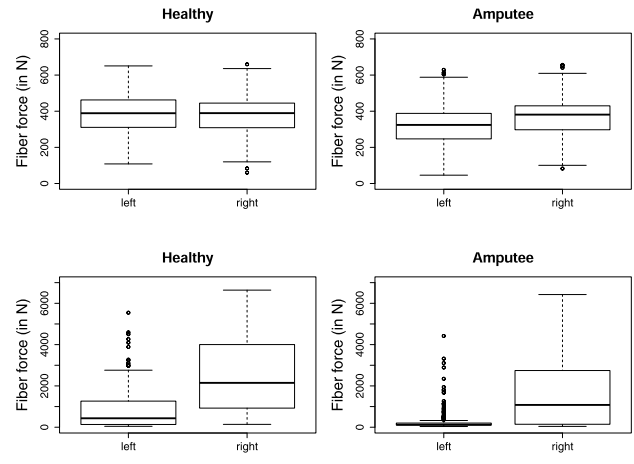 Healthy
Amputee
Fiber force (in N)
800
600
400
200
0
left
right
Fiber force (in N)
800
600
400
200
0
left
right
Healthy
Amputee
Fiber force (in N)
6000
4000
2000
0
left
right
Fiber force (in N)
6000
4000
2000
0
left
right